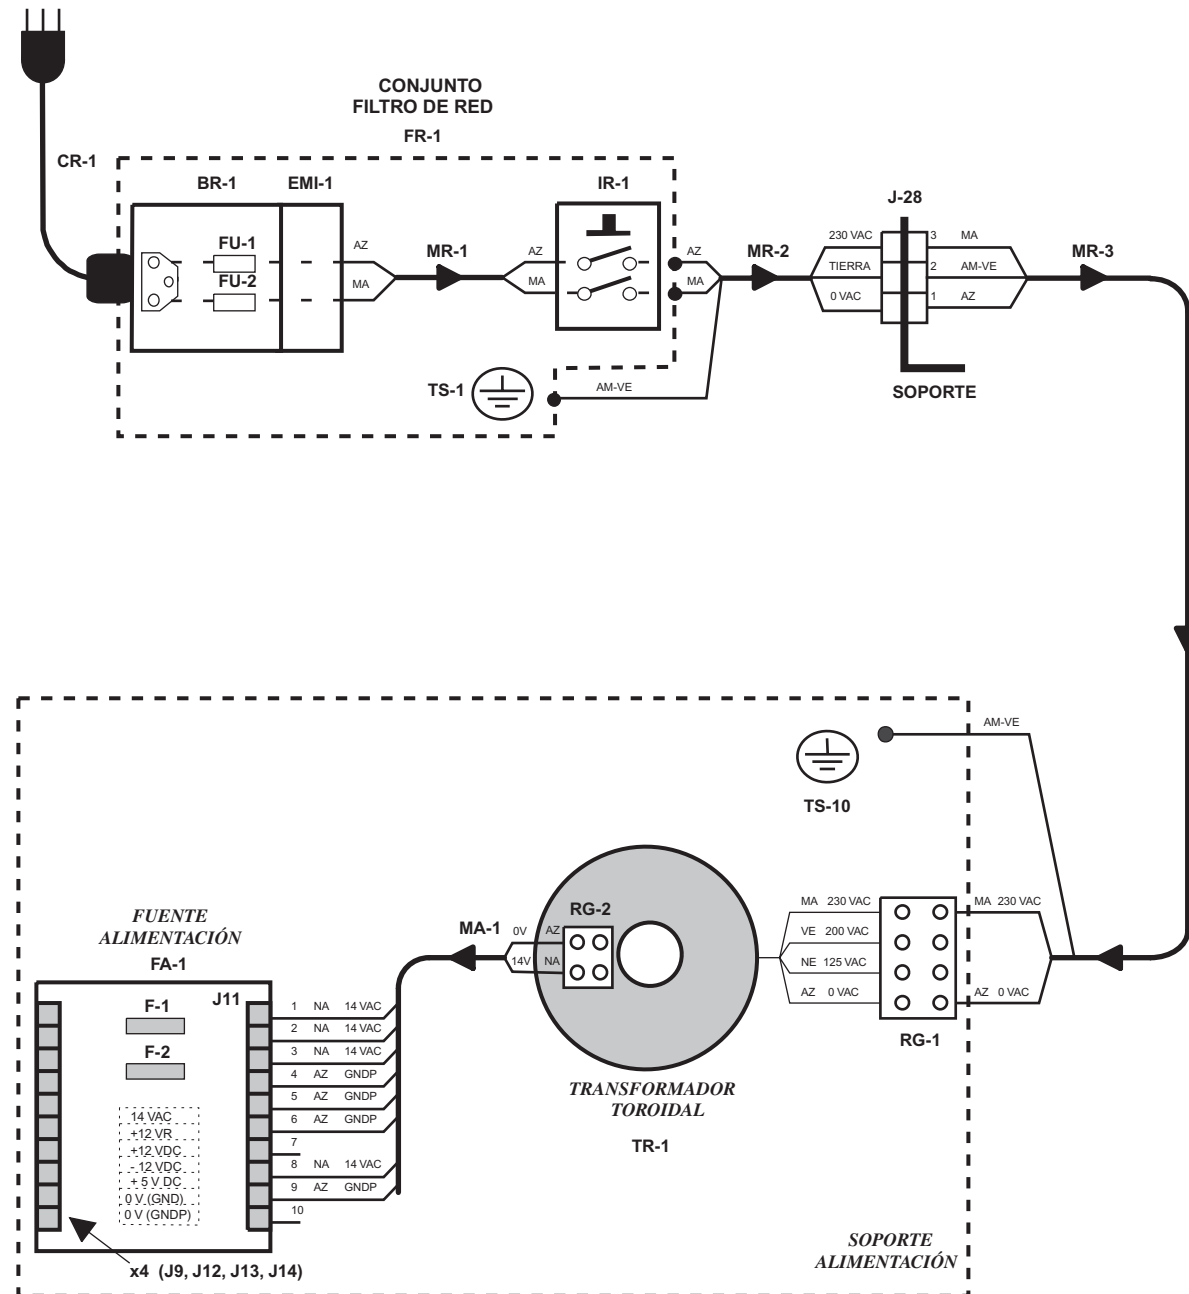 CONJUNTO
FILTRO DE RED
FR-1
CR-1
BR-1
EMI-1
IR-1
J-28
FU-1
FU-2
AZ
MA
MR-1
AZ
MA
AZ
MA
MR-2
230 VAC
TIERRA
0 VAC
3 MA
2 AM-VE
1 AZ
MR-3
TS-1
AM-VE
SOPORTE
AM-VE
TS-10
FUENTE
ALIMENTACIÓN
FA-1
MA-1
0V AZ
14V NA
RG-2
MA 230 VAC
VE 200 VAC
NE 125 VAC
AZ 0 VAC
MA 230 VAC
AZ 0 VAC
RG-1
TRANSFORMADOR
TOROIDAL
TR-1
F-1
F-2
J11
1 NA 14 VAC
2 NA 14 VAC
3 NA 14 VAC
4 AZ GNDP
5 AZ GNDP
6 AZ GNDP
7
8 NA 14 VAC
9 AZ GNDP
10
14 VAC
+12 VR
+12 VDC
- 12 VDC
+ 5 V DC
0 V (GND)
0 V (GNDP)
x4 (J9, J12, J13, J14)
SOPORTE
ALIMENTACIÓN